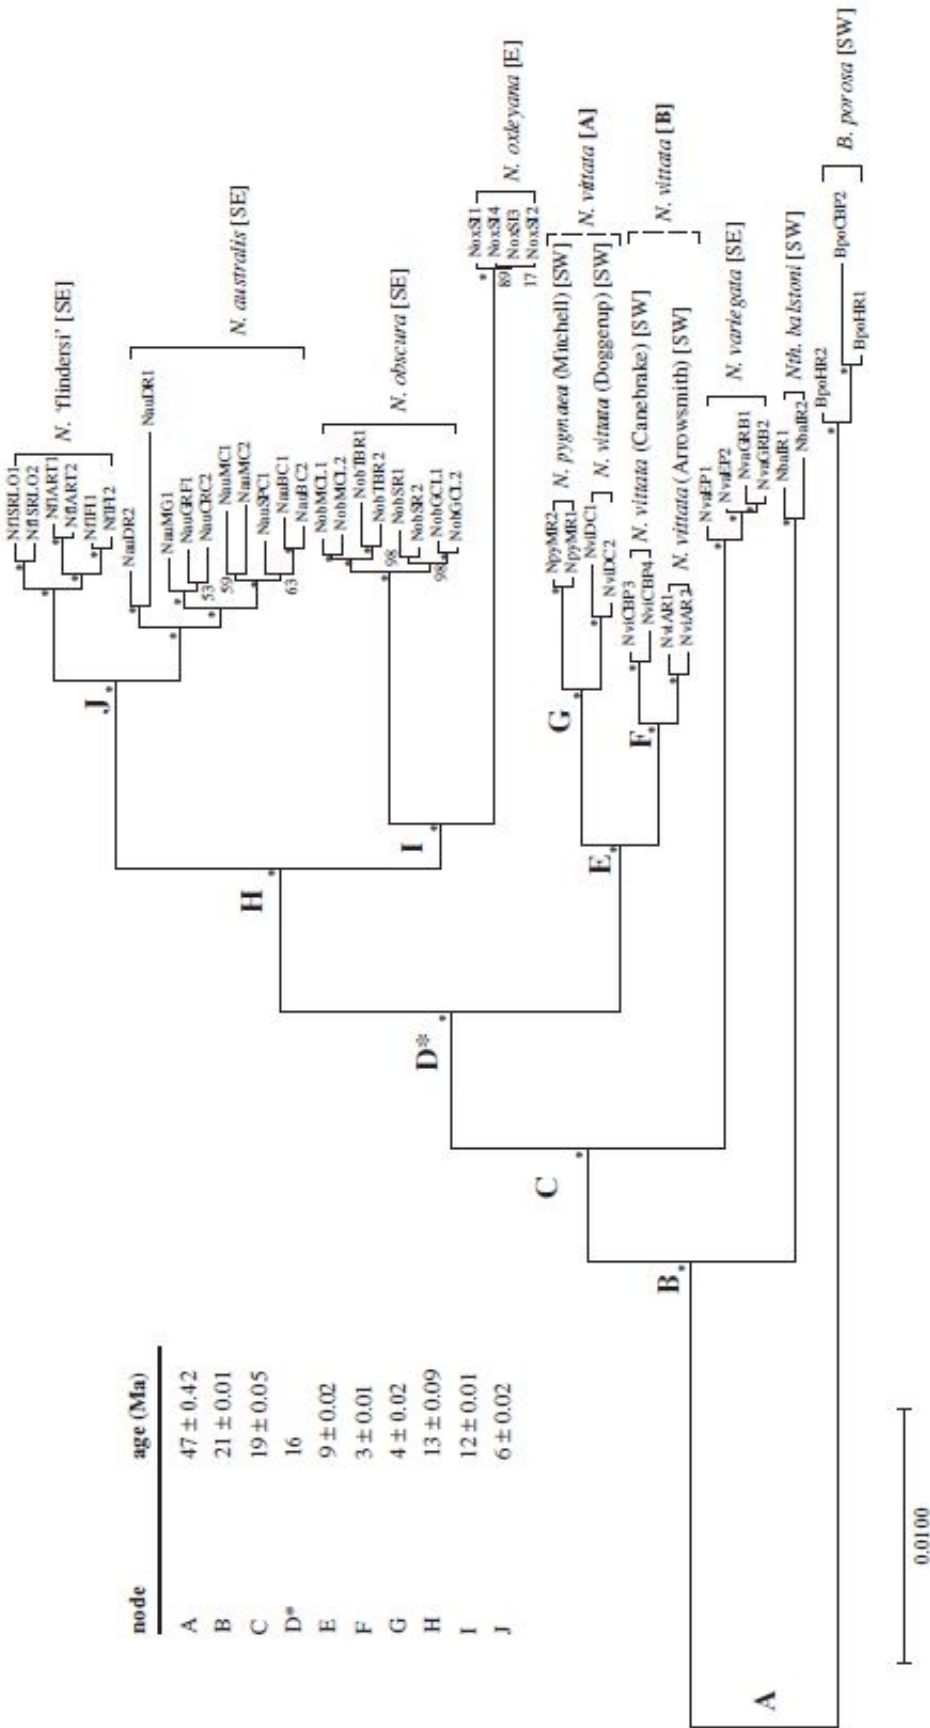 NflSRLO1
NflSRLO2
NflART1
NflART2
NflFI1
NflFI2
N. 'flindersi' [SE]
NauDR2
NauDR1
NauMG1
NauGRF1
NauCRC2
53
NauMC1
NauMC2
59
NauSPC1
NauBC1
NauBC2
63
N. australis [SE]
NobMCL1
NobMCL2
NobTBR1
NobTBR2
NobSR1
NobSR2
NobGCL1
NobGCL2
98
98
N. obscura [SE]
NoxSI1
NoxSI4
NoxSI3
NoxSI2
*
89
17
N. oxleyana [E]
NpyMR2
NpyMR1
N. pygmaea (Mitchell) [SW]
NviDC1
NviDC2
N. vittata (Doggerup) [SW]
N. vittata [A]
NviCBP3
NviCBP4
N. vittata (Canebrake) [SW]
NviAR1
NviAR2
N. vittata (Arrowsmith) [SW]
N. vittata [B]
NvaEP1
NvaEP2
NvaGRB1
NvaGRB2
N. variegata [SE]
NbalR1
NbalR2
Nth. balstoni [SW]
BpoHR2
BpoCBP2
BpoHR1
B. porosa [SW]
J
I
H
G
F
E
D*
C
B
A
node age (Ma)
A 47 ± 0.42
B 21 ± 0.01
C 19 ± 0.05
D* 16
E 9 ± 0.02
F 3 ± 0.01
G 4 ± 0.02
H 13 ± 0.09
I 12 ± 0.01
J 6 ± 0.02
0.0100